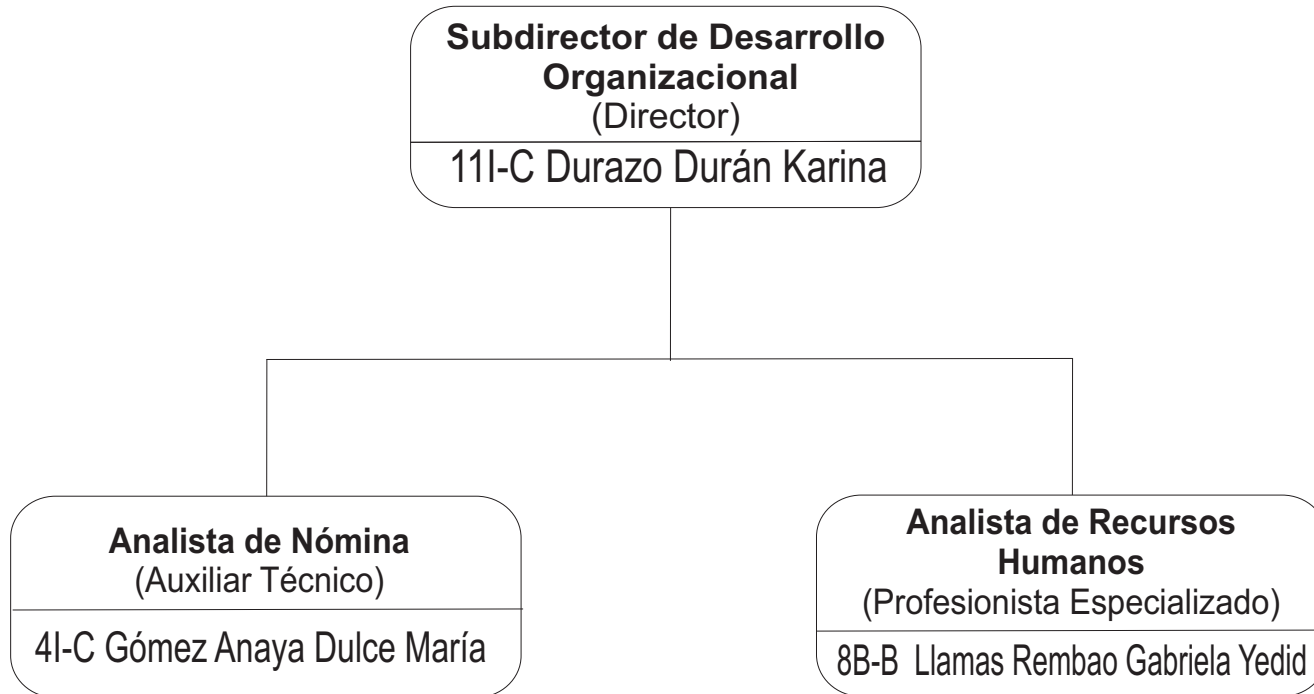 Subdirector de Desarrollo
Organizacional
(Director)
11I-C Durazo Durán Karina
Analista de Nómina
(Auxiliar Técnico)
4I-C Gómez Anaya Dulce María
Analista de Recursos
Humanos
(Profesionista Especializado)
8B-B Llamas Rembao Gabriela Yedid